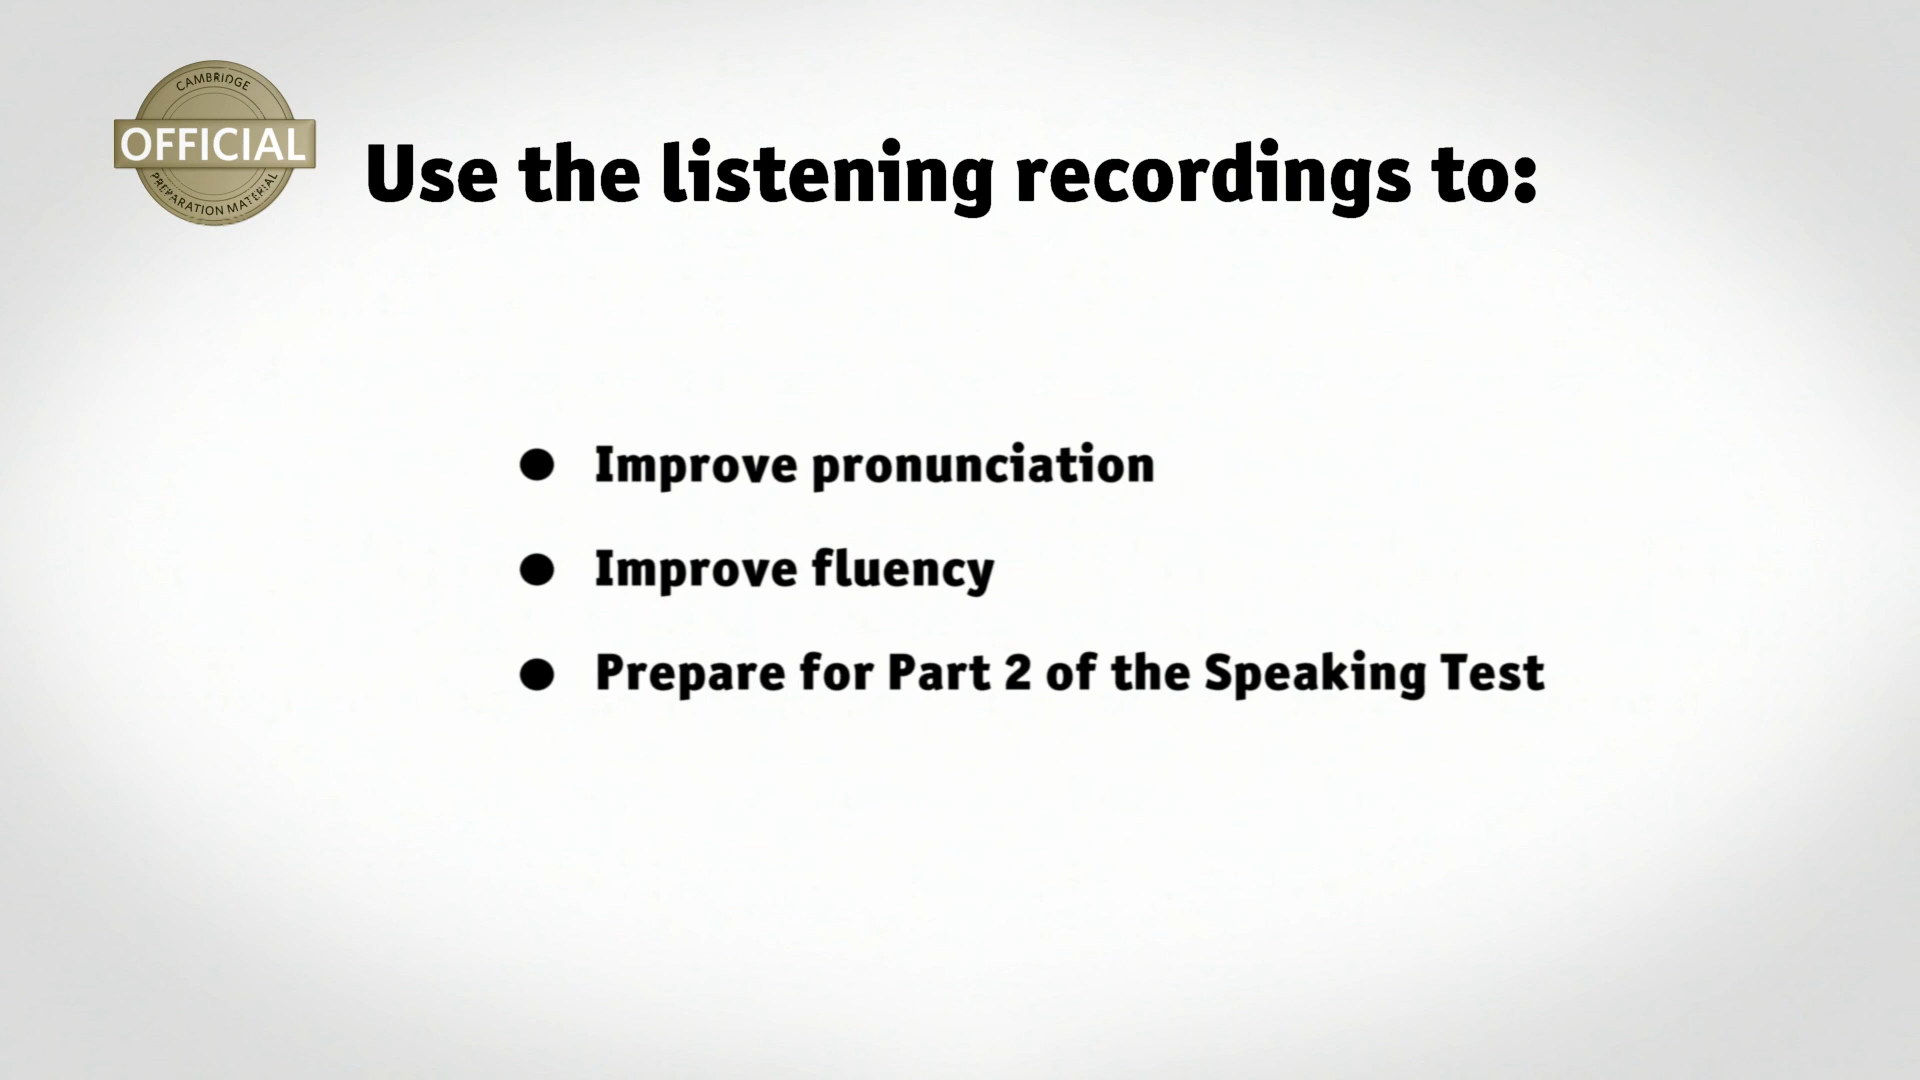 CAMBRIDGE
OFFICIAL
PREPARATION MATERIAL
Use the listening recordings to:
● Improve pronunciation
● Improve fluency
● Prepare for Part 2 of the Speaking Test